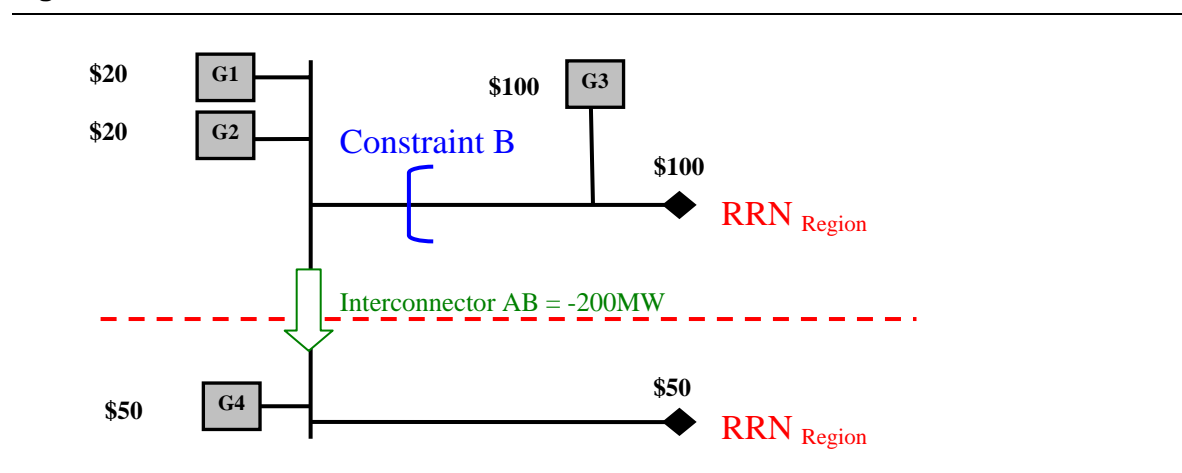 $20 G1
$100 G3
$20 G2
Constraint B
$100
RRN Region
Interconnector AB = -200MW
$50
$50 G4
RRN Region